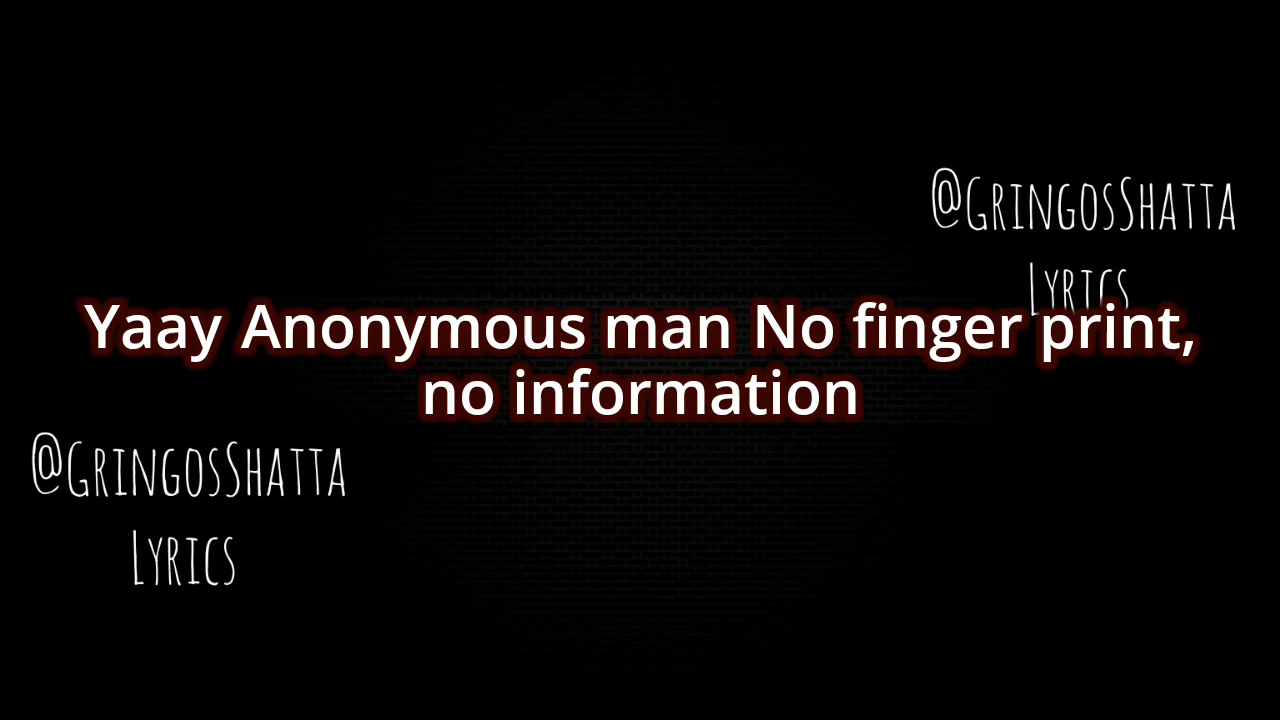 @GringosShatta
Lyrics
Yaay Anonymous man No finger print,
no information
@GringosShatta
Lyrics